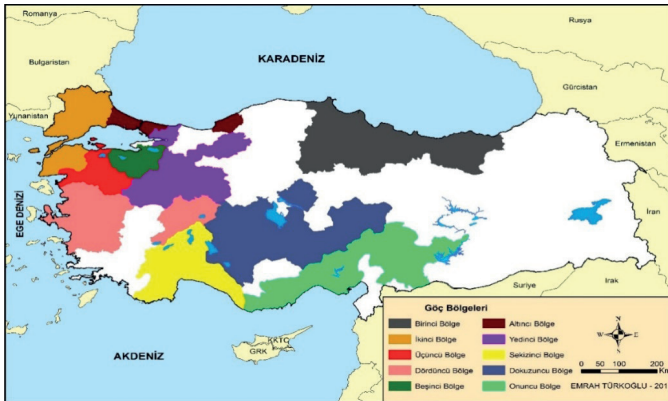 Romanya
Rusya
Bulgaristan
KARADENİZ
Gürcistan
Yunanistan
Ermenistan
İran
EGE DENİZİ
Suriye
Irak
AKDENİZ
KKTC
GRK
Göç Bölgeleri
Birinci Bölge
Altıncı Bölge
İkinci Bölge
Yedinci Bölge
Üçüncü Bölge
Sekizinci Bölge
Dördüncü Bölge
Dokuzuncu Bölge
Beşinci Bölge
Onuncu Bölge
N
W
E
S
0 50 100 200
Km
EMRAH TÜRKOĞLU - 201